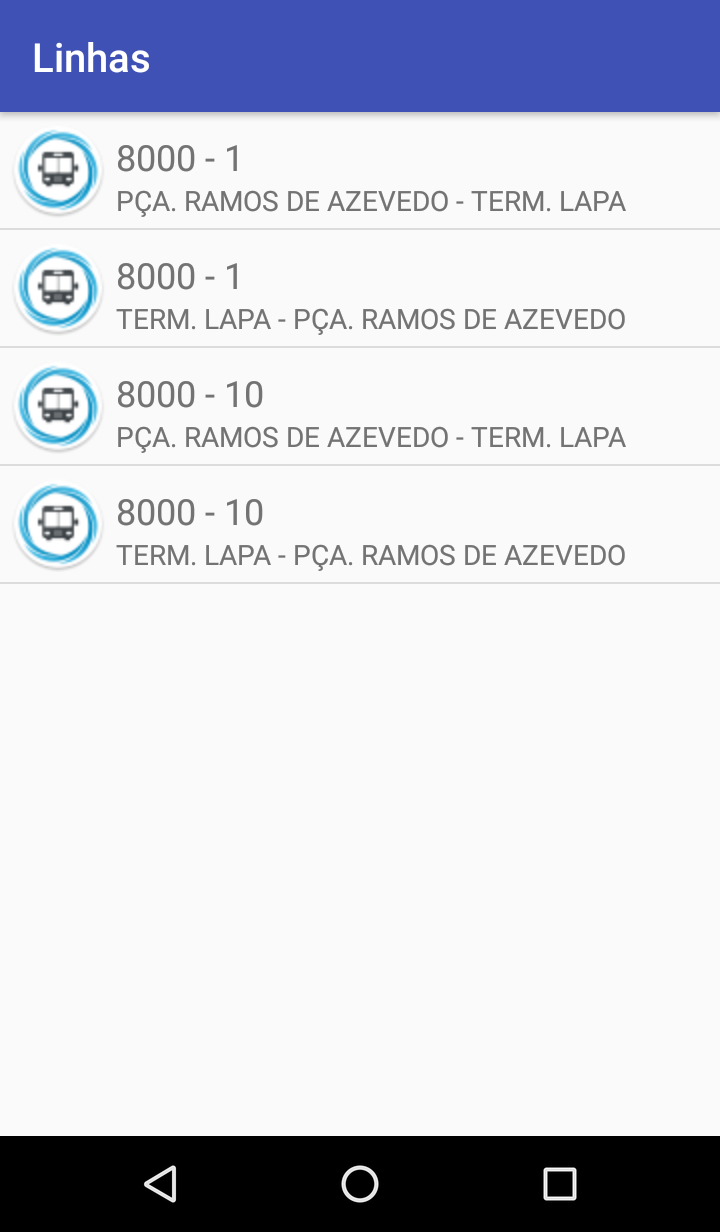 Linhas
8000 - 1
PÇA. RAMOS DE AZEVEDO - TERM. LAPA
8000 - 1
TERM. LAPA - PÇA. RAMOS DE AZEVEDO
8000 - 10
PÇA. RAMOS DE AZEVEDO - TERM. LAPA
8000 - 10
TERM. LAPA - PÇA. RAMOS DE AZEVEDO